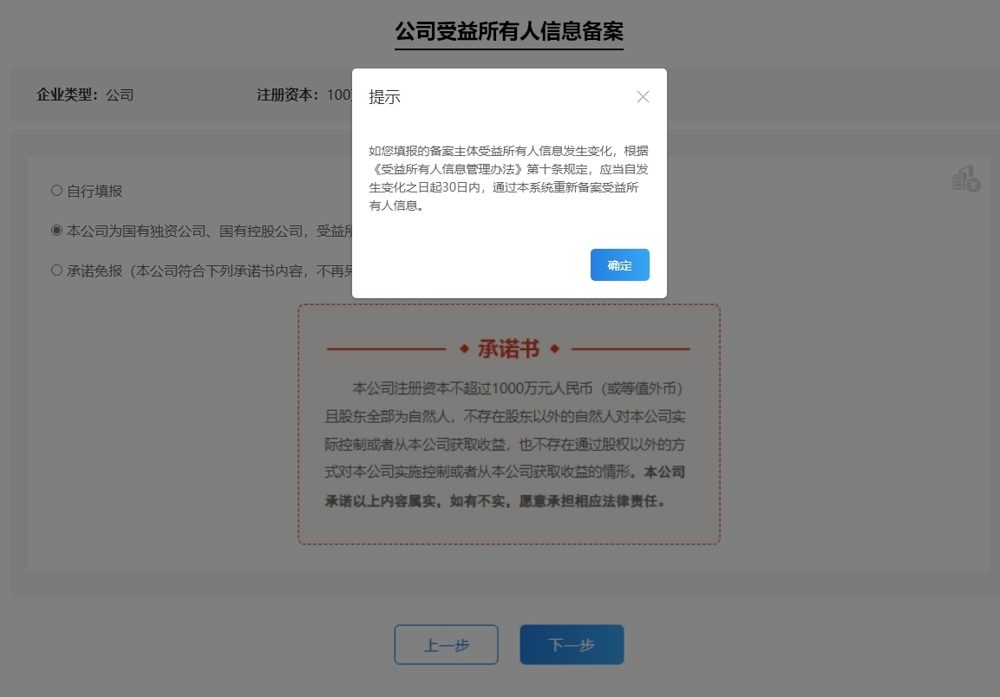 公司受益所有人信息备案
企业类型：公司
注册资本：100
提示
如您填报的备案主体受益所有人信息发生变化，根据
《受益所有人信息管理办法》第十条规定，应当自发
生变化之日起30日内，通过本系统重新备案受益所
有人信息。
确定
自行填报
本公司为国有独资公司、国有控股公司，受益所
承诺免报（本公司符合下列承诺书内容，不再另
承诺书
本公司注册资本不超过1000万元人民币（或等值外币）
且股东全部为自然人，不存在股东以外的自然人对本公司实
际控制或者从本公司获取收益，也不存在通过股权以外的方
式对本公司实施控制或者从本公司获取收益的情形。本公司
承诺以上内容属实，如有不实，愿意承担相应法律责任。
上一步
下一步